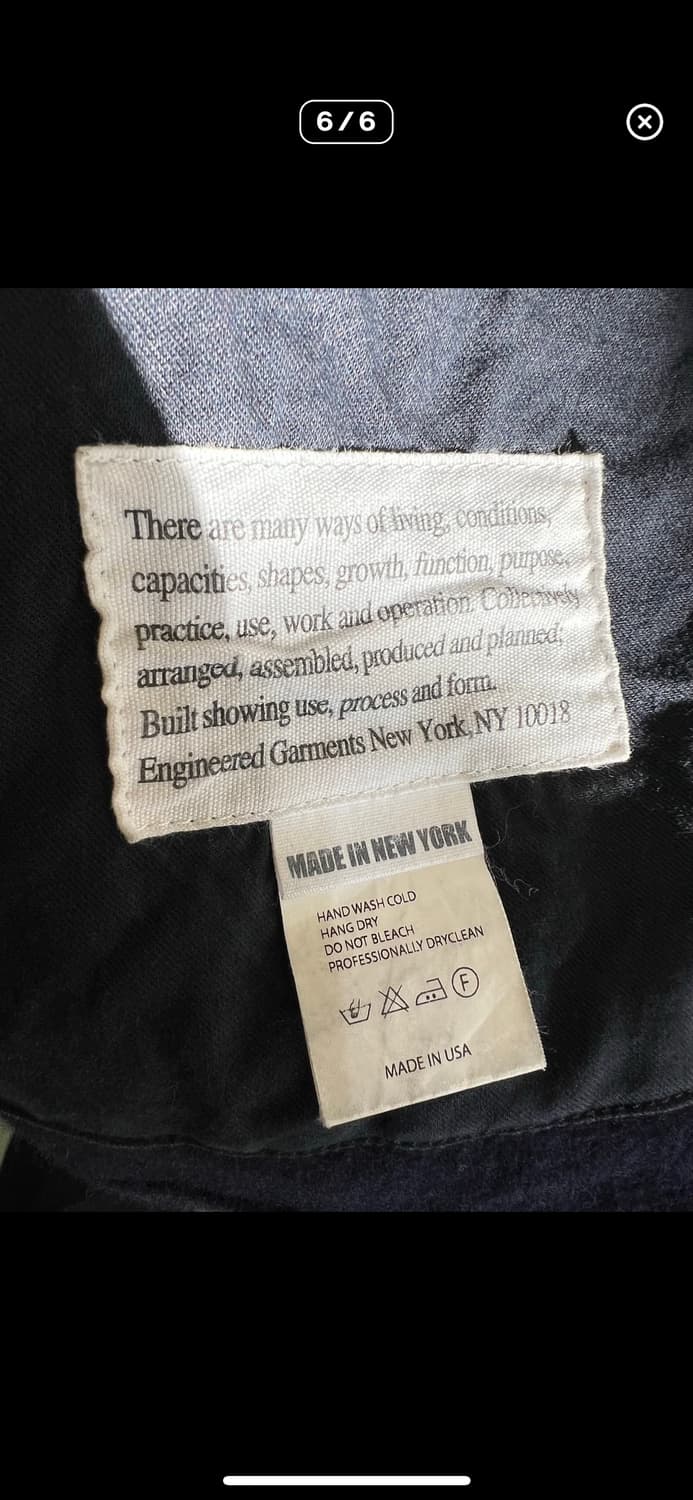 6/6
There are many ways of living, conditions,
capacities, shapes, growth, function, purpose,
practice, use, work and operation. Collectively
arranged, assembled, produced and planned;
Built showing use, process and form.
Engineered Garments New York, NY 10018
MADE IN NEW YORK
HAND WASH COLD
HANG DRY
DO NOT BLEACH
PROFESSIONALLY DRYCLEAN
F
MADE IN USA